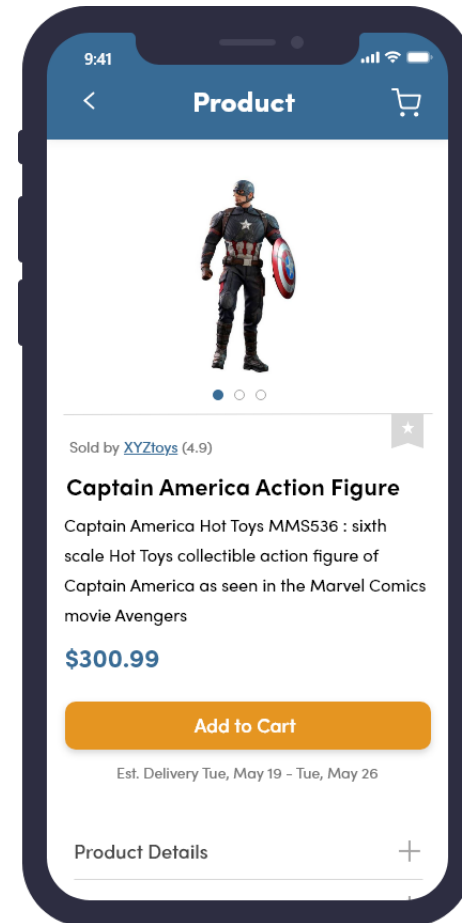 9:41
Product
Sold by XYZtoys (4.9)
Captain America Action Figure
Captain America Hot Toys MMS536 : sixth
scale Hot Toys collectible action figure of
Captain America as seen in the Marvel Comics
movie Avengers
$300.99
Add to Cart
Est. Delivery Tue, May 19 - Tue, May 26
Product Details